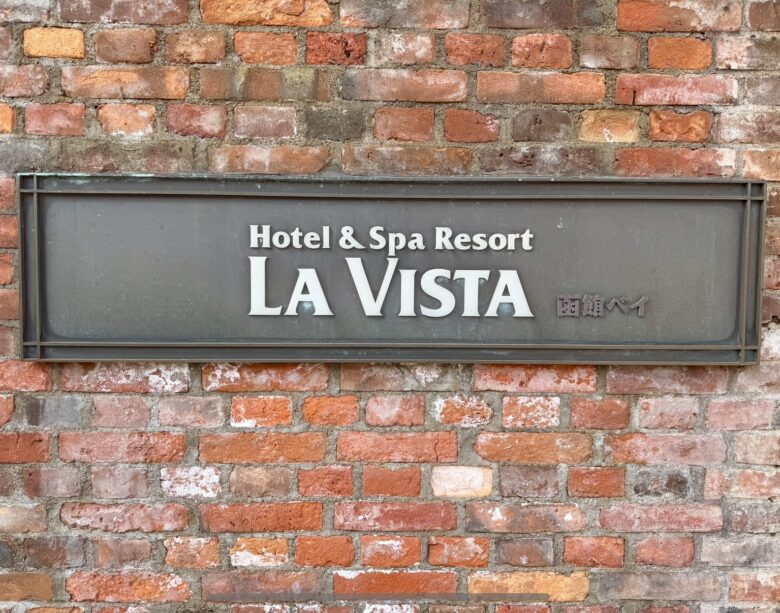 Hotel & Spa Resort
LA VISTA 函館ベイ